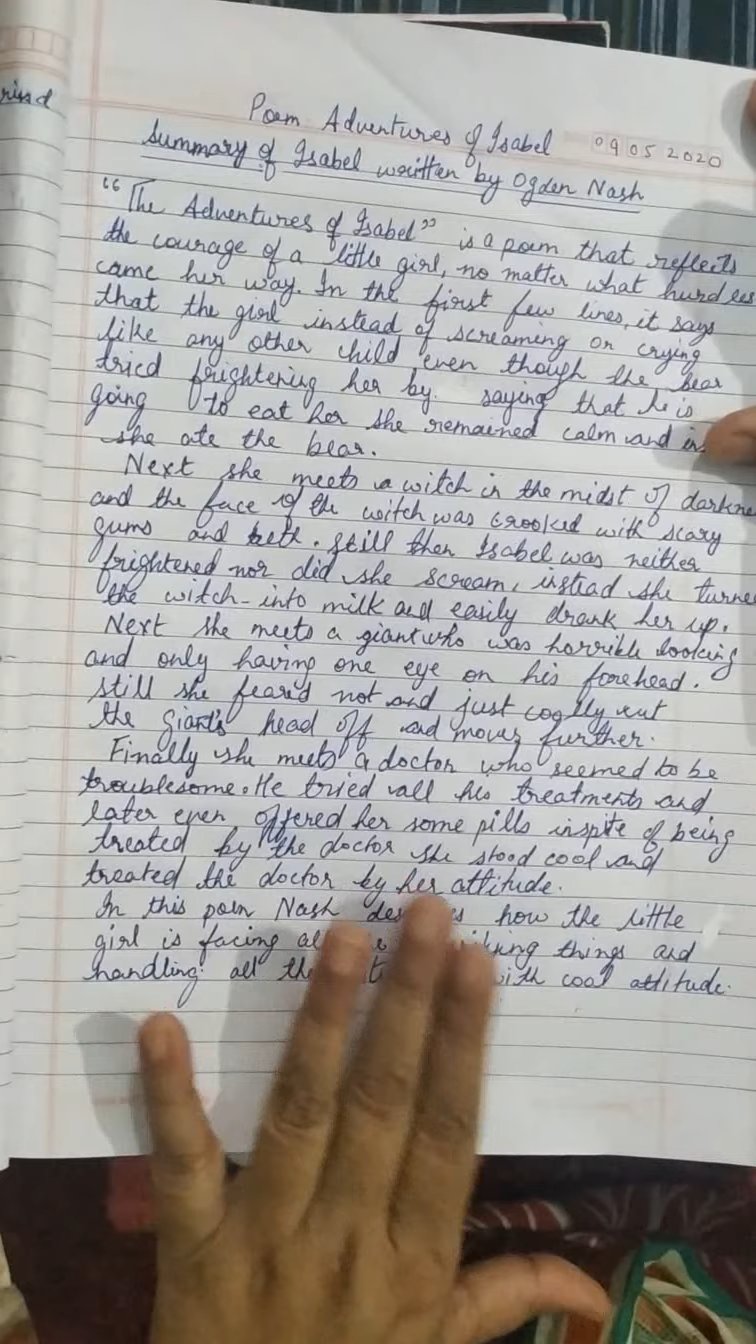 rind
Poem Adventures of Isabel 09 05 2020
Summary of Isabel written by Ogden Nash
"The Adventures of Isabel" is a poem that reflects
the courage of a little girl, no matter what hurdles
came her way. In the first few lines, it says
that the girl instead of screaming or crying
like any other child even though the bear
tried frightening her by. saying that he is
going to eat her she remained calm and
she ate the bear.
Next she meets a witch in the midst of
and the face of the witch was crooked with scary
gums and teeth. Still then Isabel was neither
frightened nor did she scream, instead she
the witch into milk and easily drank her up.
Next she meets a giant who was horrible looking
and only having one eye on his forehead.
Still she feared not and just coolly cut
the giant's head off and moves further.
Finally she meets a doctor who seemed to be
troublesome. He tried all his treatments and
later even offered her some pills inspite of being
treated by the doctor she stood cool and
treated the doctor by her attitude.
In this poem Nash how the little
girl is facing things and
handling all cool attitude.